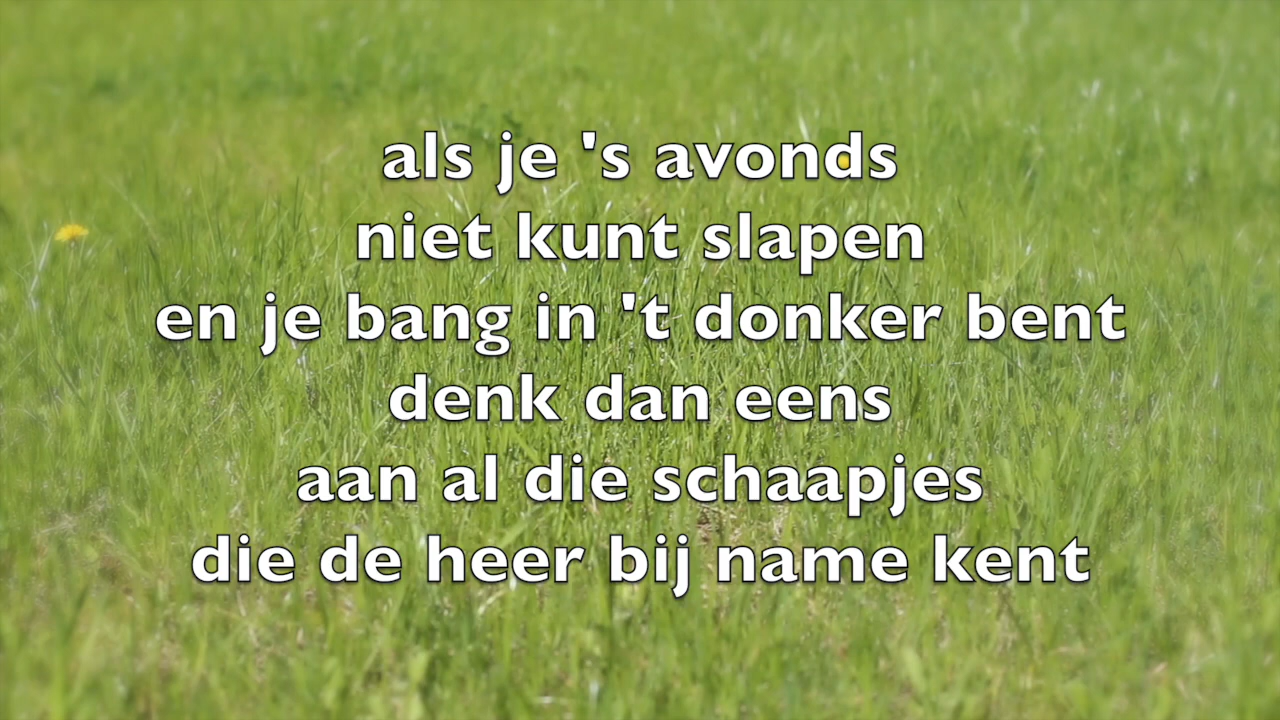 als je 's avonds
niet kunt slapen
en je bang in 't donker bent
denk dan eens
aan al die schaapjes
die de heer bij name kent